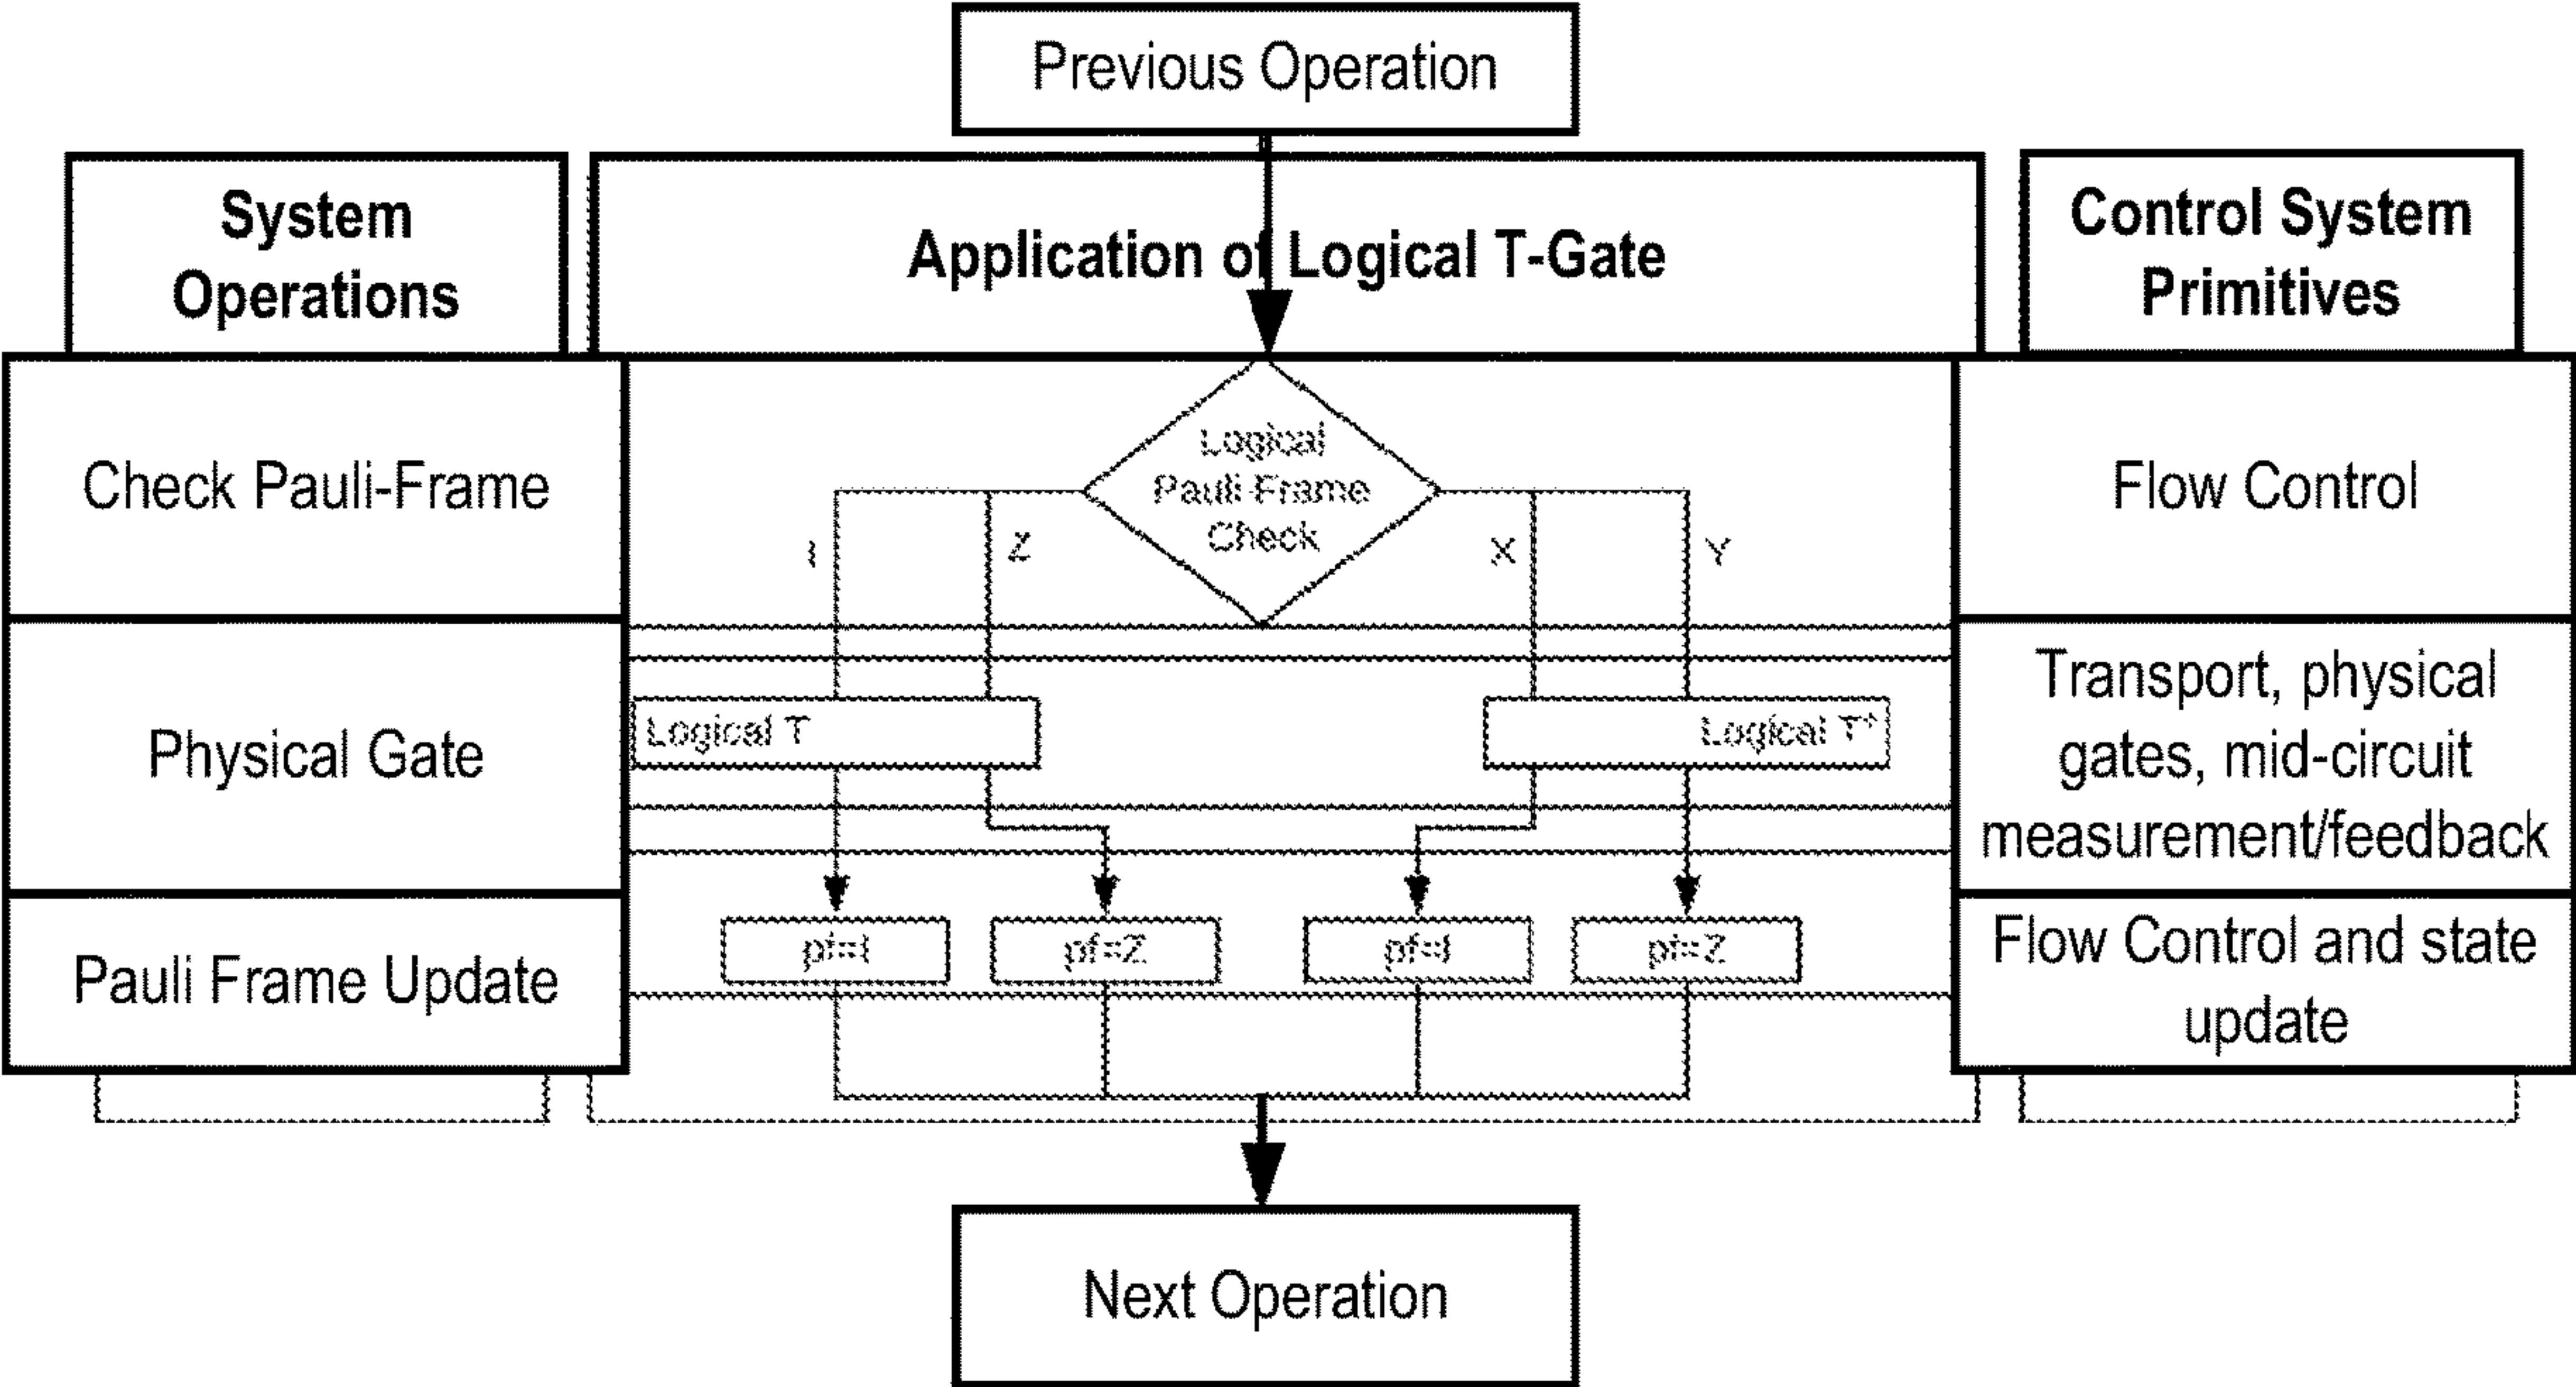 Previous Operation
System
Operations
Application of Logical T-Gate
Control System
Primitives
Check Pauli-Frame
Logical
Pauli-Frame
Check
I
Z
X
Y
Flow Control
Physical Gate
Logical T
Logical T⁺
Transport, physical
gates, mid-circuit
measurement/feedback
Pauli Frame Update
pf=I
pf=Z
pf=I
pf=Z
Flow Control and state
update
Next Operation